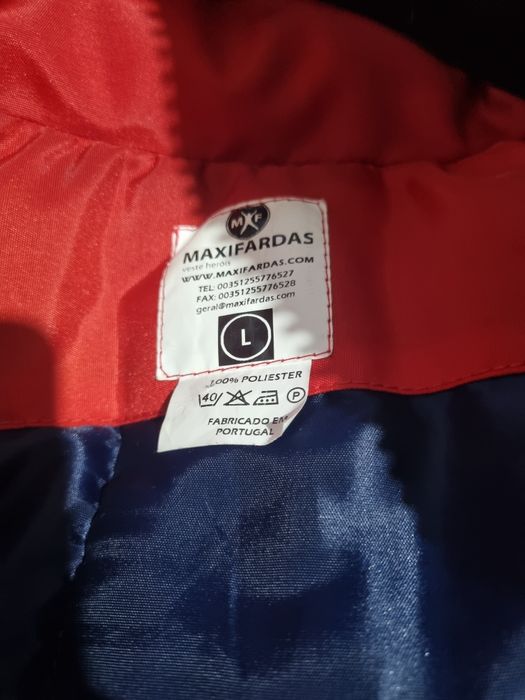 MXF
MAXIFARDAS
veste heróis
WWW.MAXIFARDAS.COM
TEL: 00351255776527
FAX: 00351255776528
geral@maxifardas.com
L
100% POLIESTER
40 P
FABRICADO EM
PORTUGAL